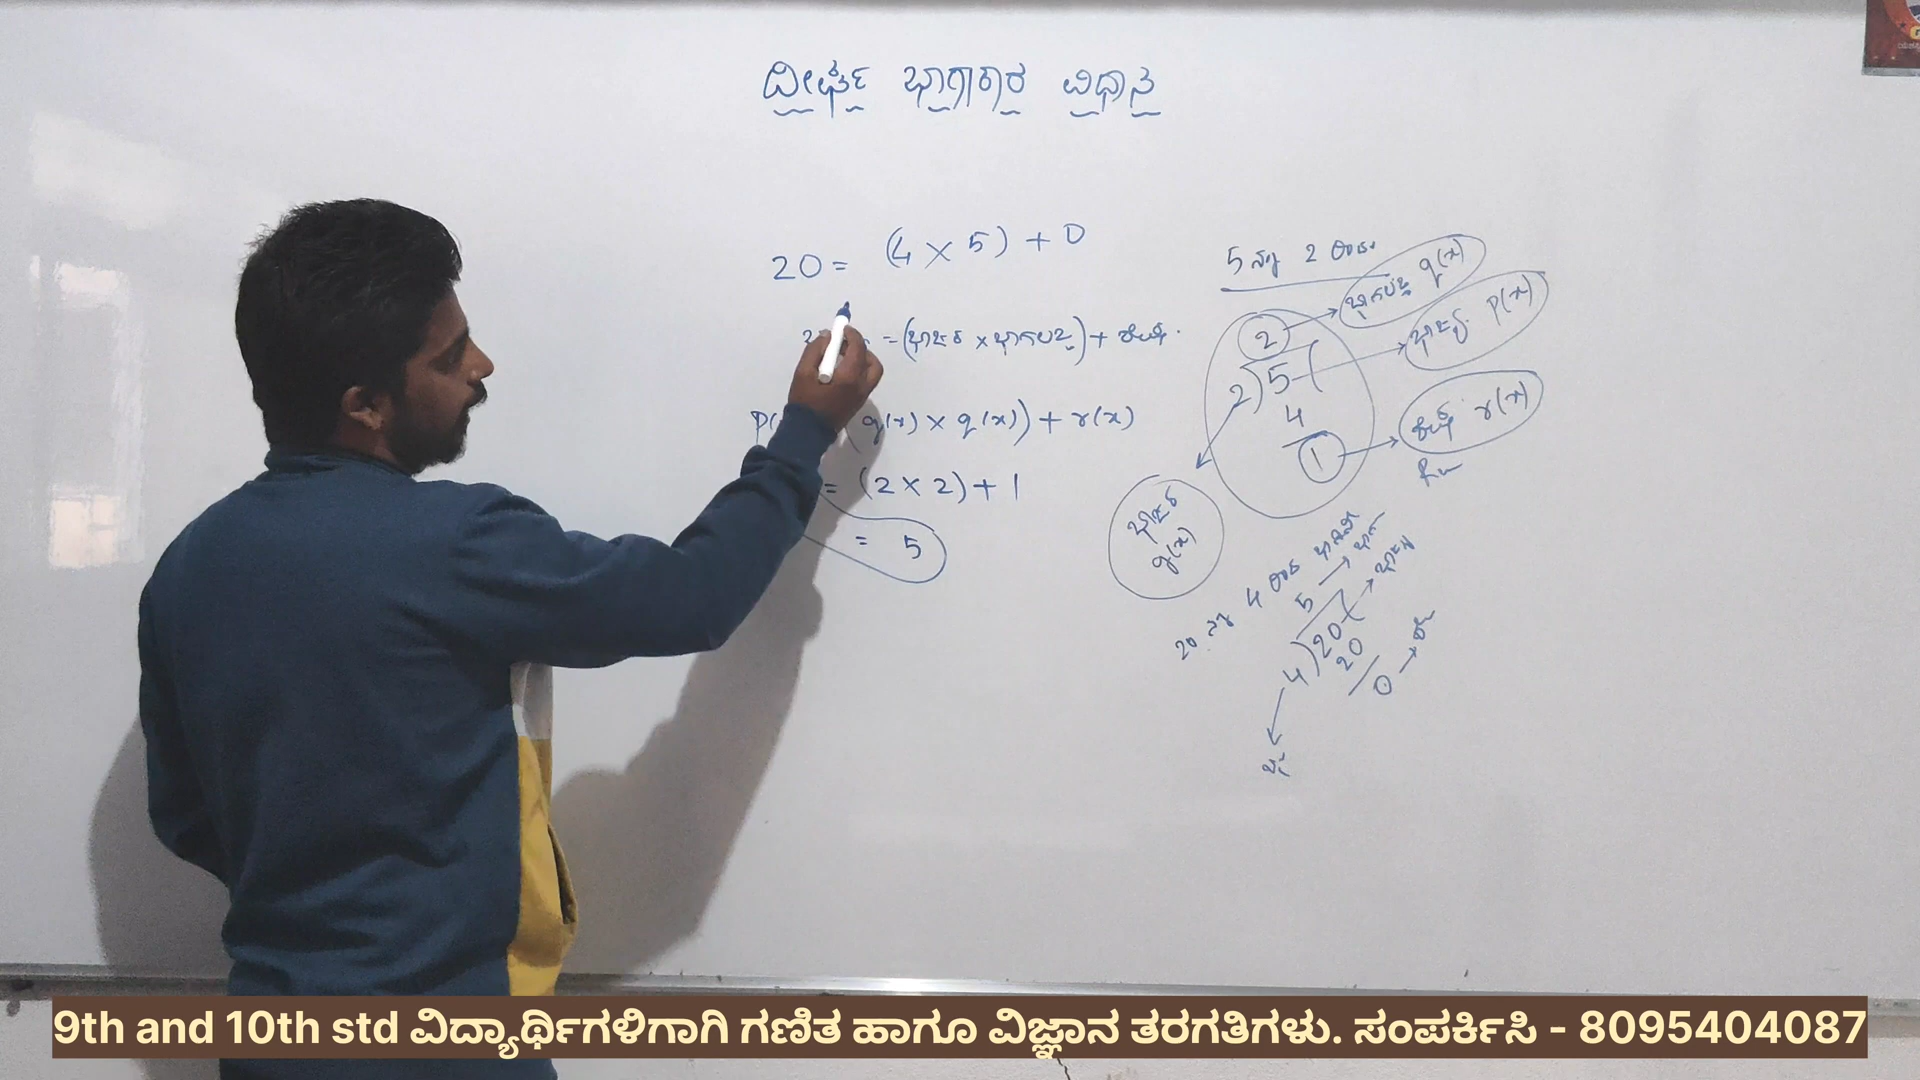 ದೀರ್ಘ ಭಾಗಾಕಾರ ವಿಧಾನ
20 = (4 × 5) + 0
= (ಭಾಜಕ × ಭಾಗಲಬ್ಧ) + ಶೇಷ.
g(x) × q(x)) + r(x)
= (2 × 2) + 1
= 5
5 ನ್ನು 2 ರಿಂದ
2
2) 5 (
4
1
ಭಾಗಲಬ್ಧ q(x)
ಭಾಜ್ಯ p(x)
ಶೇಷ r(x)
ಭಾಜಕ g(x)
20 ನ್ನು 4 ರಿಂದ
5
4) 20 (
20
0
9th and 10th std ವಿದ್ಯಾರ್ಥಿಗಳಿಗಾಗಿ ಗಣಿತ ಹಾಗೂ ವಿಜ್ಞಾನ ತರಗತಿಗಳು. ಸಂಪರ್ಕಿಸಿ - 8095404087